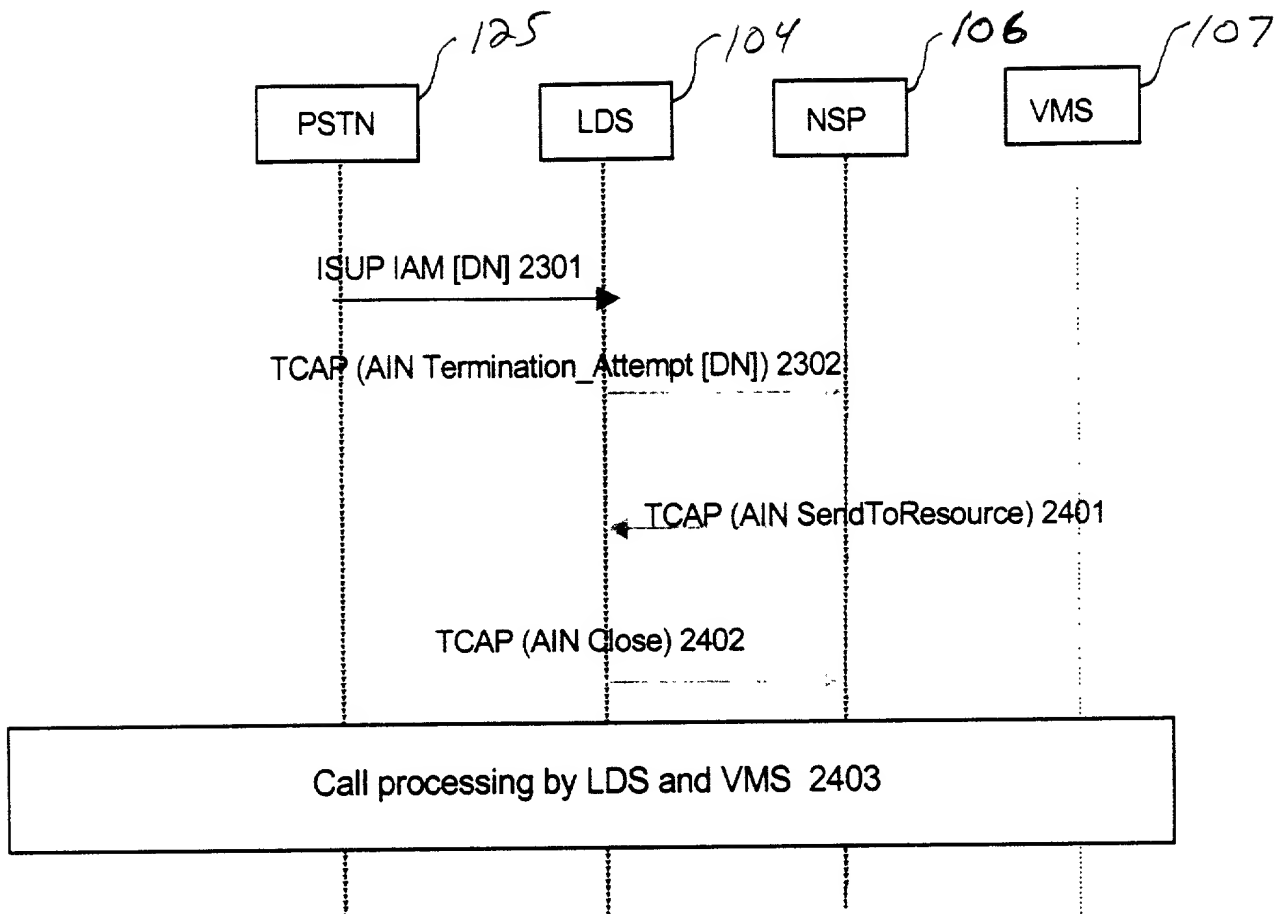 125
104
106
107
PSTN
LDS
NSP
VMS
ISUP IAM [DN] 2301
TCAP (AIN Termination_Attempt [DN]) 2302
TCAP (AIN SendToResource) 2401
TCAP (AIN Close) 2402
Call processing by LDS and VMS 2403